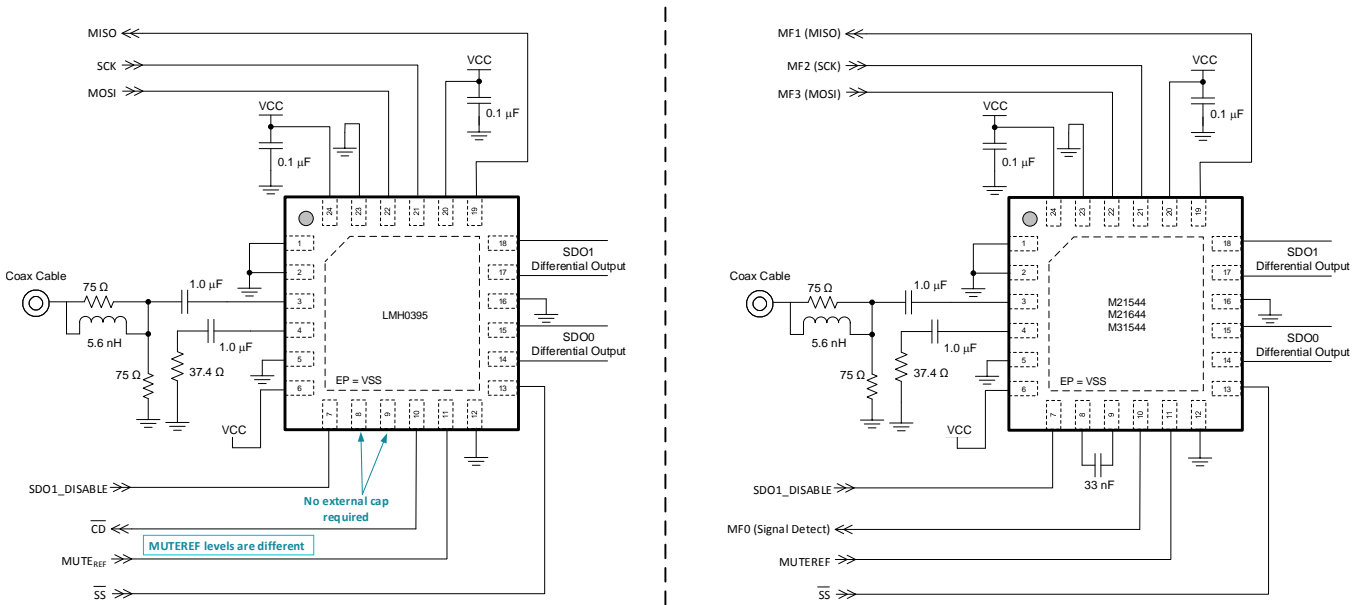 MISO
SCK
MOSI
VCC
0.1 µF
VCC
0.1 µF
24
23
22
21
20
19
1
2
3
4
5
6
18
17
16
15
14
13
7
8
9
10
11
12
LMH0395
EP = VSS
SDO1
Differential Output
SDO0
Differential Output
Coax Cable
75 Ω
5.6 nH
1.0 µF
1.0 µF
75 Ω
37.4 Ω
VCC
SDO1_DISABLE
No external cap
required
CD
MUTEREF levels are different
MUTEREF
SS
MF1 (MISO)
MF2 (SCK)
MF3 (MOSI)
VCC
0.1 µF
VCC
0.1 µF
24
23
22
21
20
19
1
2
3
4
5
6
18
17
16
15
14
13
7
8
9
10
11
12
M21544
M21644
M31544
EP = VSS
SDO1
Differential Output
SDO0
Differential Output
Coax Cable
75 Ω
5.6 nH
1.0 µF
1.0 µF
75 Ω
37.4 Ω
VCC
33 nF
SDO1_DISABLE
MF0 (Signal Detect)
MUTEREF
SS